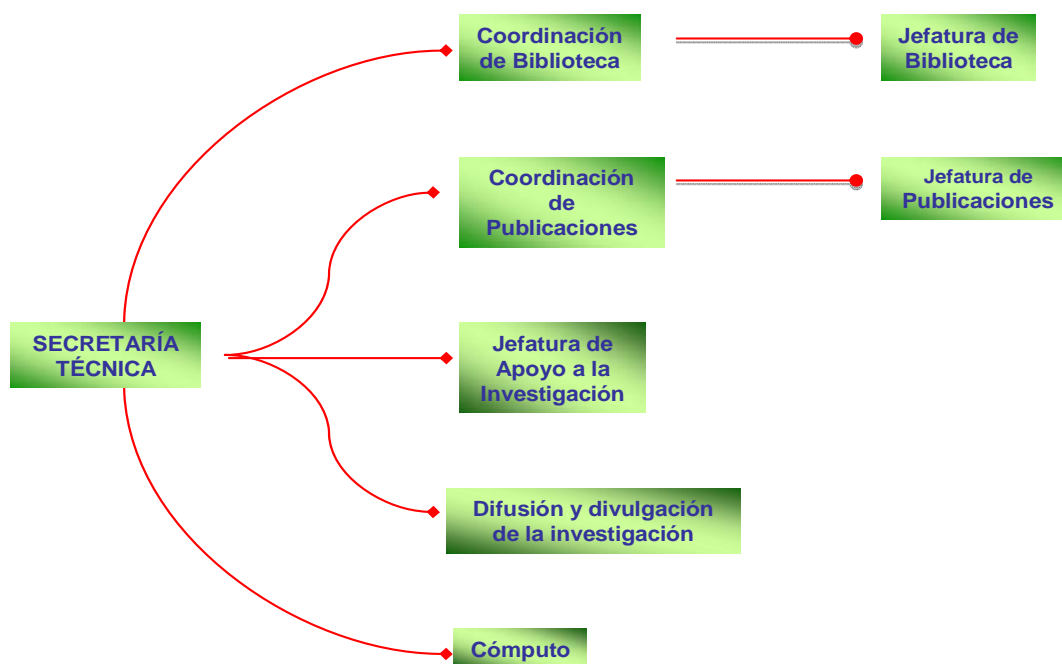 Coordinación
de Biblioteca
Jefatura de
Biblioteca
Coordinación
de
Publicaciones
Jefatura de
Publicaciones
SECRETARÍA
TÉCNICA
Jefatura de
Apoyo a la
Investigación
Difusión y divulgación
de la investigación
Cómputo